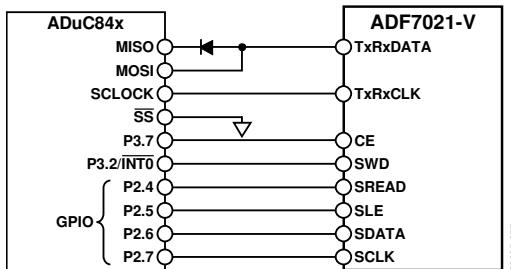 ADuC84x
ADF7021-V
MISO
TxRxDATA
MOSI
SCLOCK
TxRxCLK
SS
P3.7
CE
P3.2/INT0
SWD
P2.4
SREAD
GPIO
P2.5
SLE
P2.6
SDATA
P2.7
SCLK